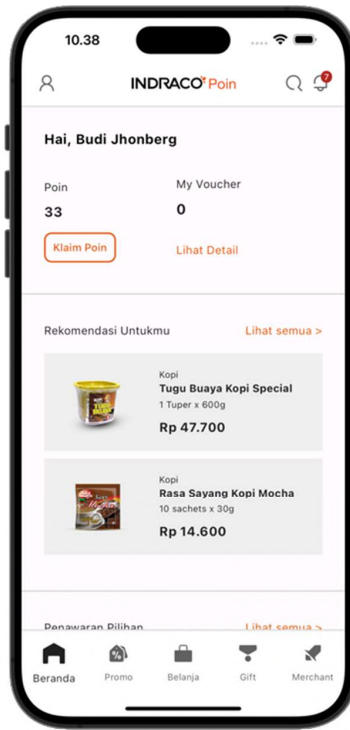 10.38
INDRACO Poin
7
Hai, Budi Jhonberg
Poin
My Voucher
33
0
Klaim Poin
Lihat Detail
Rekomendasi Untukmu
Lihat semua >
Kopi
Tugu Buaya Kopi Special
1 Tuper x 600g
Rp 47.700
Kopi
Rasa Sayang Kopi Mocha
10 sachets x 30g
Rp 14.600
Penawaran Pilihan
Lihat semua >
Beranda
Promo
Belanja
Gift
Merchant